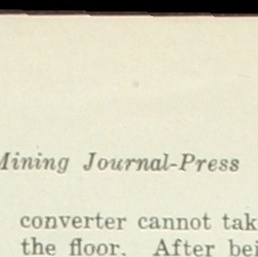 Mining Journal-Press
converter cannot tak
the floor. After bei